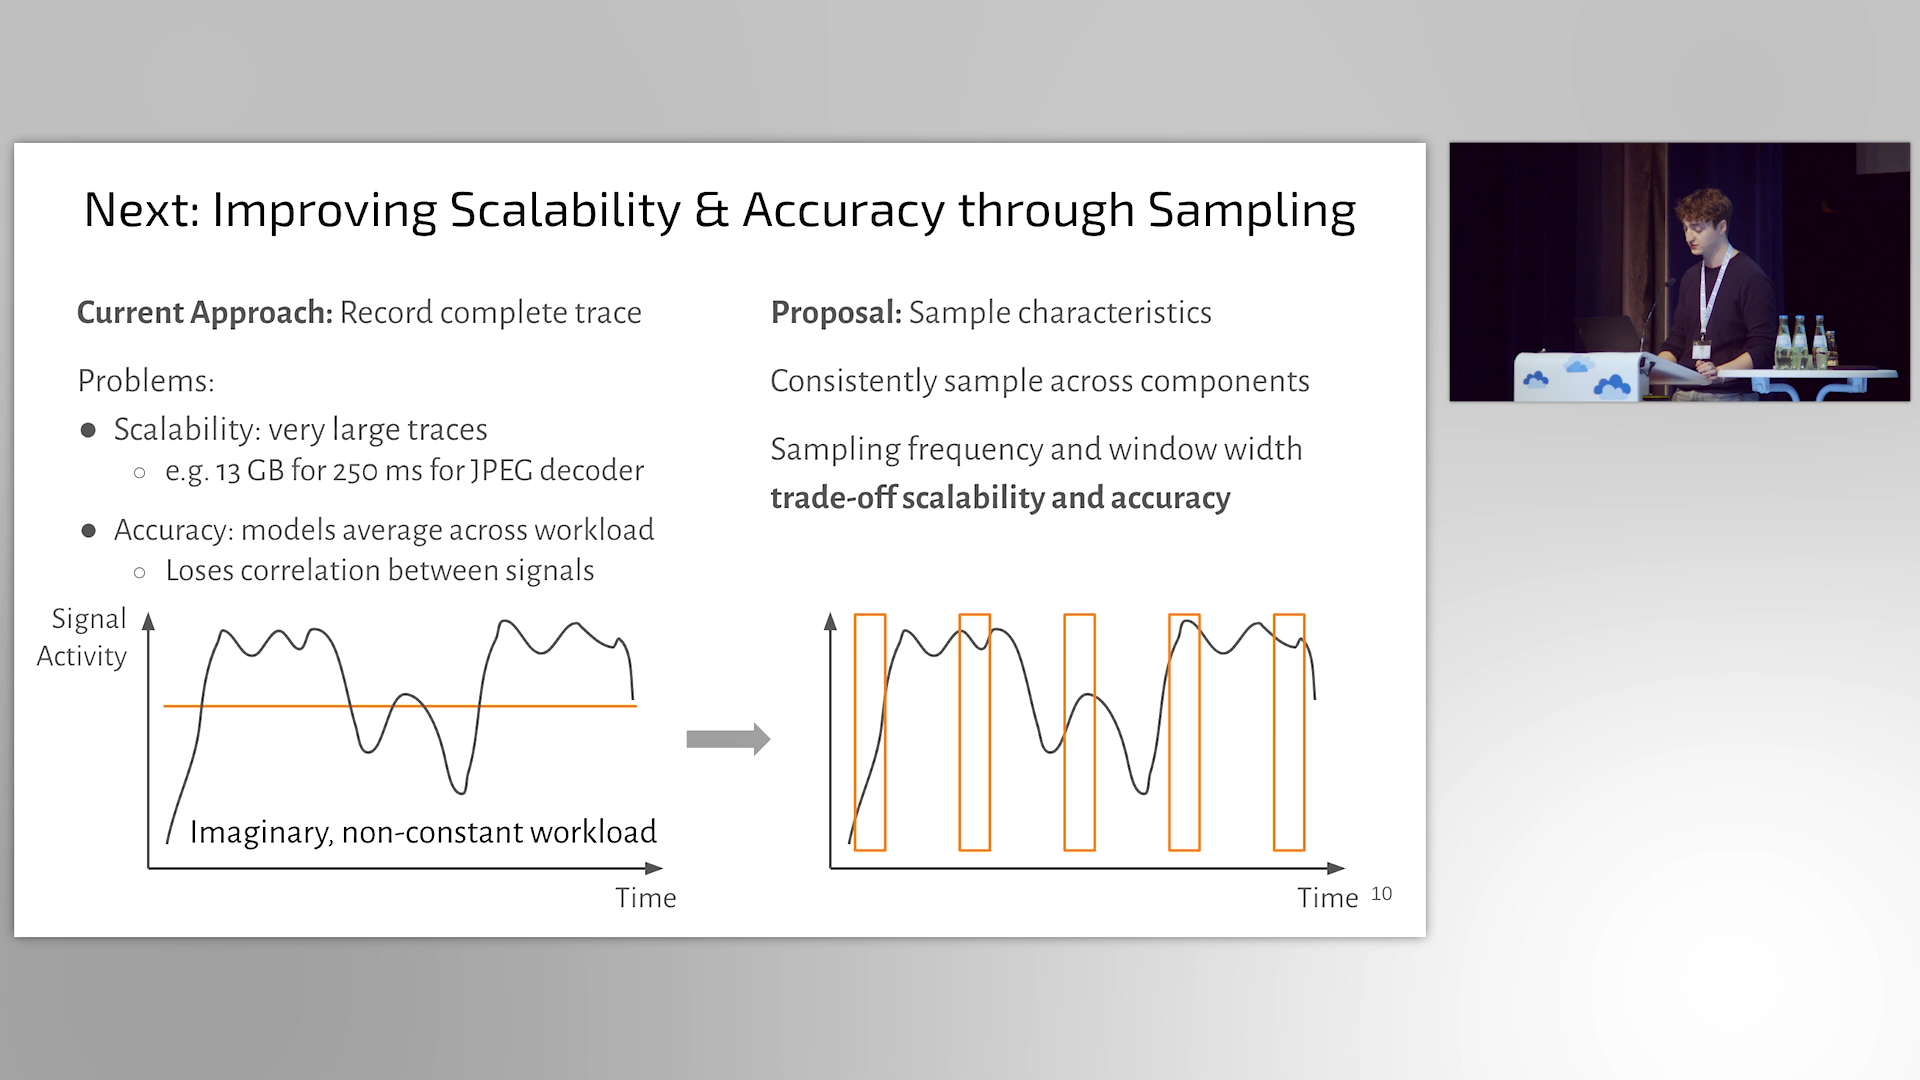 Next: Improving Scalability & Accuracy through Sampling
Current Approach: Record complete trace
Problems:
● Scalability: very large traces
○ e.g. 13 GB for 250 ms for JPEG decoder
● Accuracy: models average across workload
○ Loses correlation between signals
Signal
Activity
Imaginary, non-constant workload
Time
Proposal: Sample characteristics
Consistently sample across components
Sampling frequency and window width
trade-off scalability and accuracy
Time
10